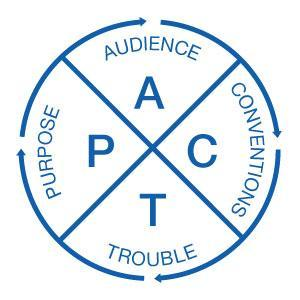 AUDIENCE
A
PURPOSE
P
C
CONVENTIONS
T
TROUBLE